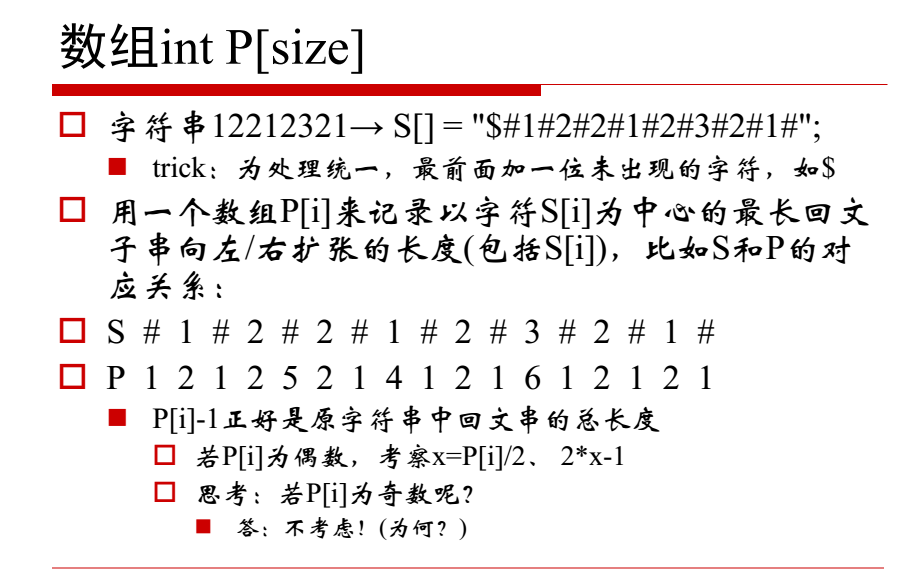 数组int P[size]
字符串12212321→ S[] = "$#1#2#2#1#2#3#2#1#";
trick：为处理统一，最前面加一位未出现的字符，如$
用一个数组P[i]来记录以字符S[i]为中心的最长回文
子串向左/右扩张的长度(包括S[i])，比如S和P的对
应关系：
S # 1 # 2 # 2 # 1 # 2 # 3 # 2 # 1 #
P 1 2 1 2 5 2 1 4 1 2 1 6 1 2 1 2 1
P[i]-1正好是原字符串中回文串的总长度
若P[i]为偶数，考察x=P[i]/2、 2*x-1
思考：若P[i]为奇数呢？
答：不考虑！(为何？)